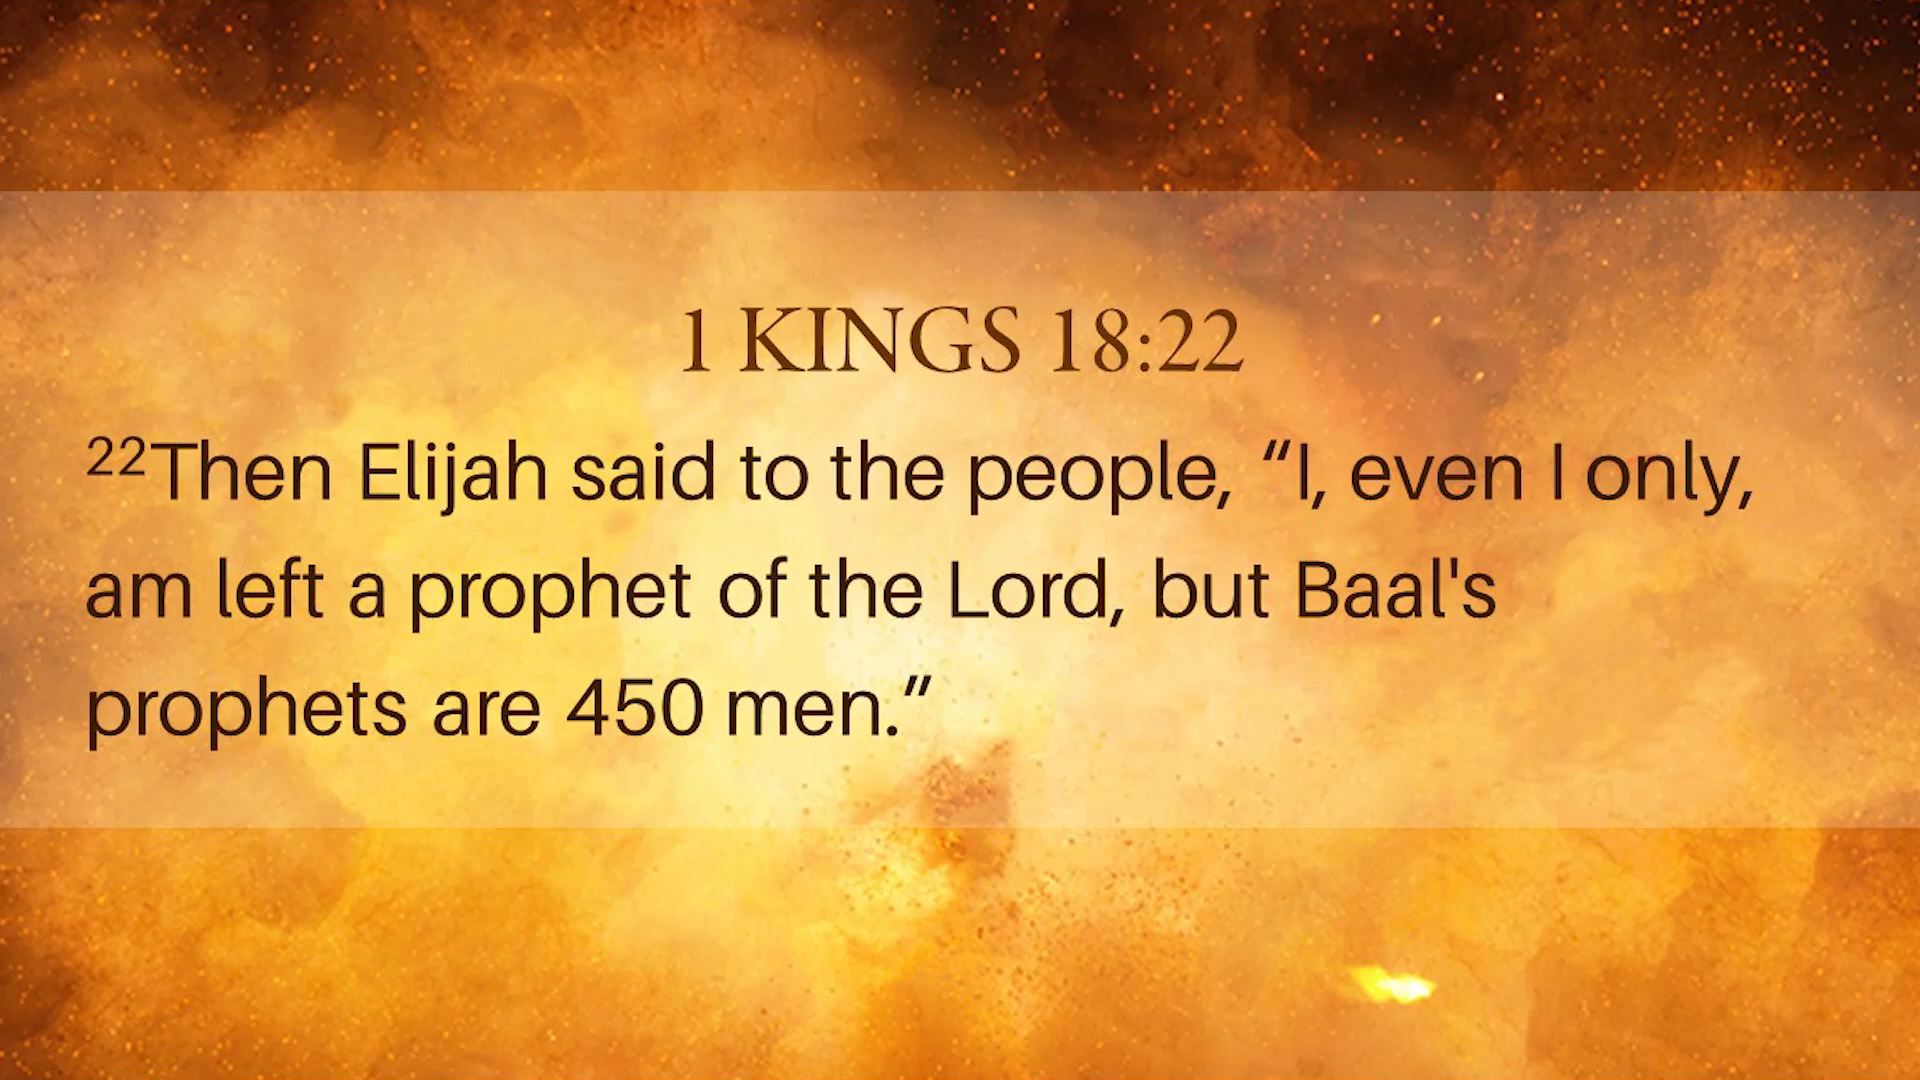 1 KINGS 18:22
²²Then Elijah said to the people, “I, even I only,
am left a prophet of the Lord, but Baal's
prophets are 450 men.”